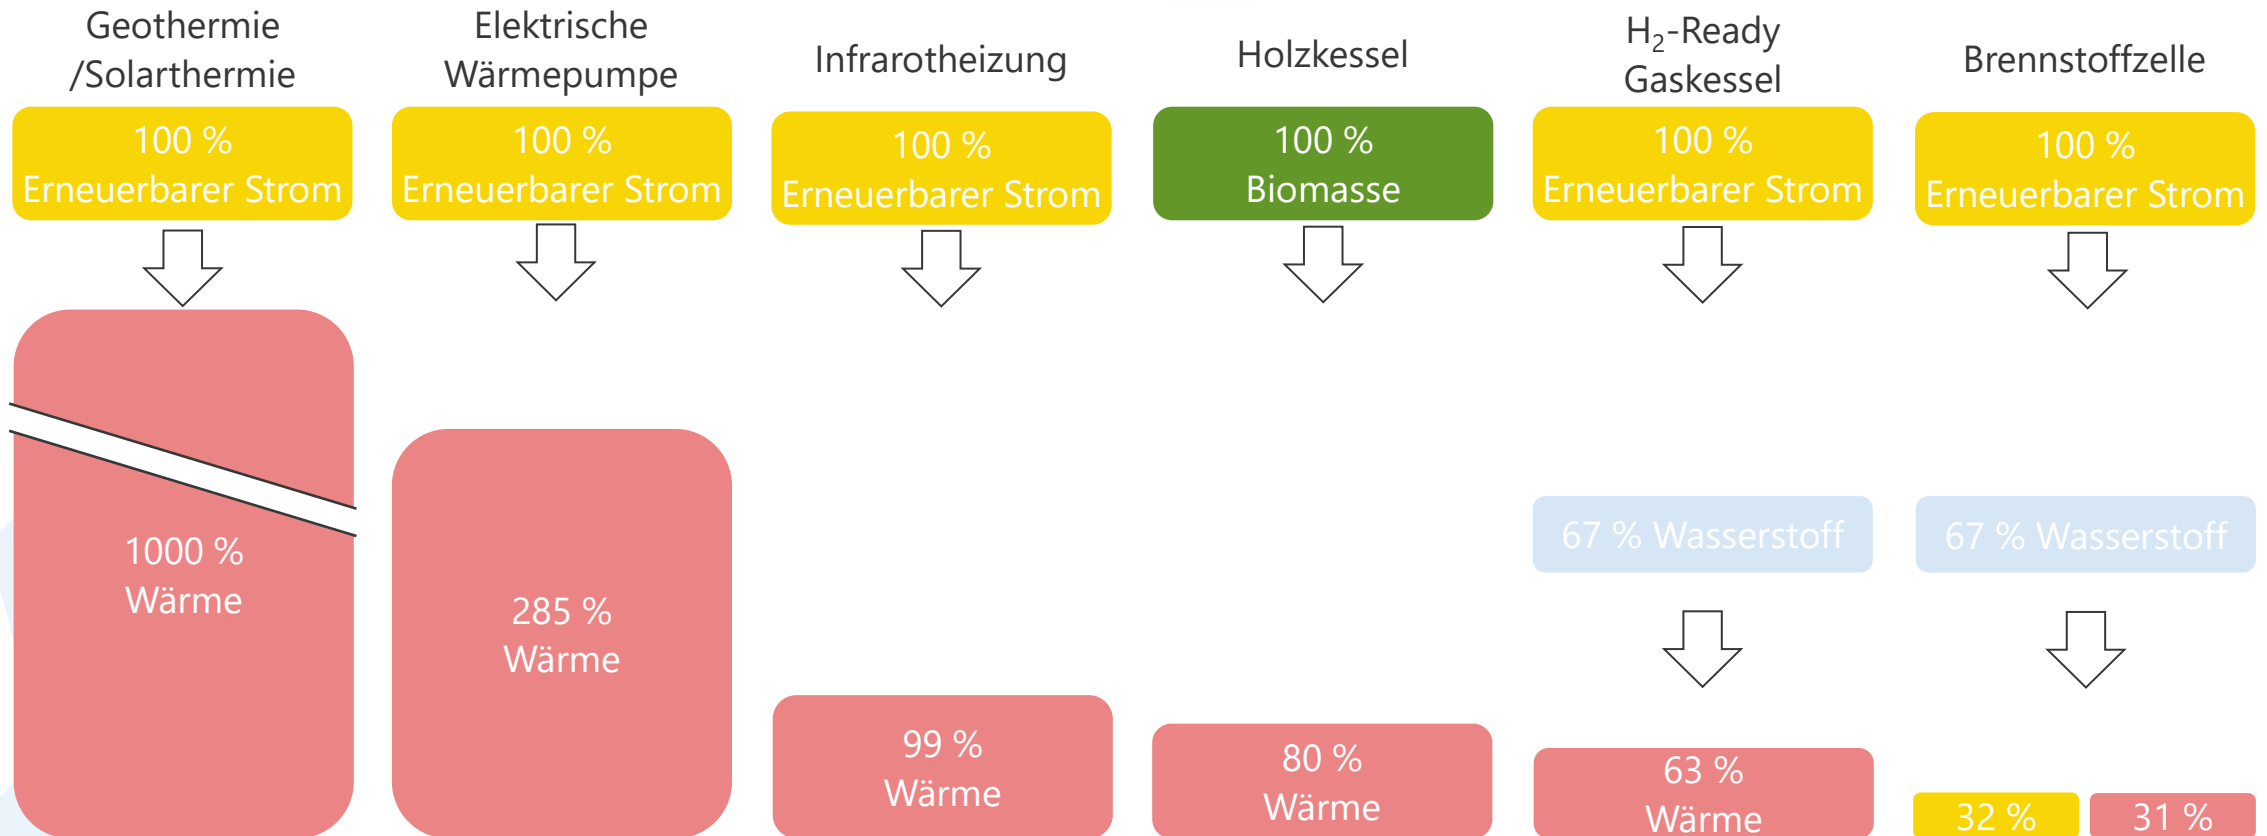 Geothermie
/Solarthermie
100 %
Erneuerbarer Strom
1000 %
Wärme
Elektrische
Wärmepumpe
100 %
Erneuerbarer Strom
285 %
Wärme
Infrarotheizung
100 %
Erneuerbarer Strom
99 %
Wärme
Holzkessel
100 %
Biomasse
80 %
Wärme
H₂-Ready
Gaskessel
100 %
Erneuerbarer Strom
67 % Wasserstoff
63 %
Wärme
Brennstoffzelle
100 %
Erneuerbarer Strom
67 % Wasserstoff
32 %
31 %